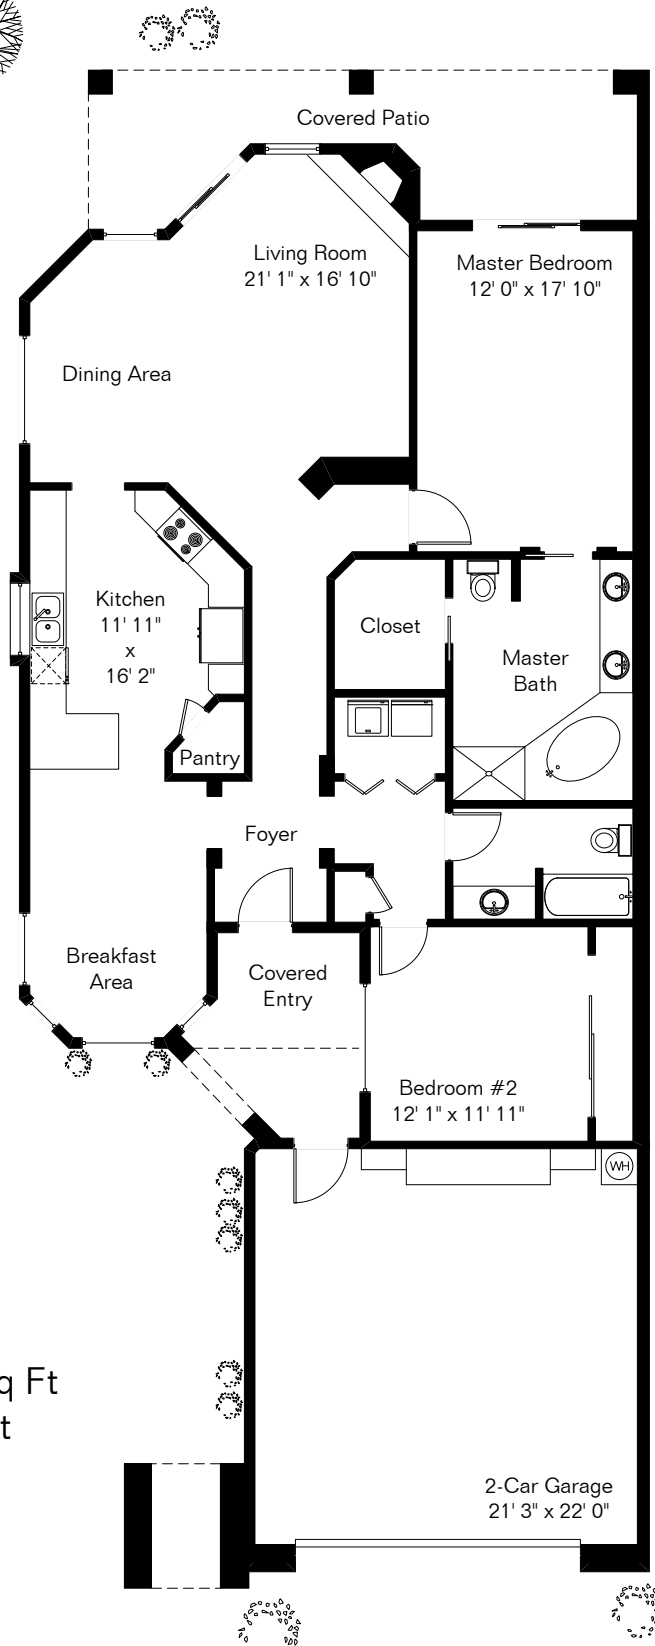 Covered Patio
Living Room
21' 1" x 16' 10"
Master Bedroom
12' 0" x 17' 10"
Dining Area
Kitchen
11' 11"
x
16' 2"
Closet
Master
Bath
Pantry
Foyer
Breakfast
Area
Covered
Entry
Bedroom #2
12' 1" x 11' 11"
WH
q Ft
t
2-Car Garage
21' 3" x 22' 0"